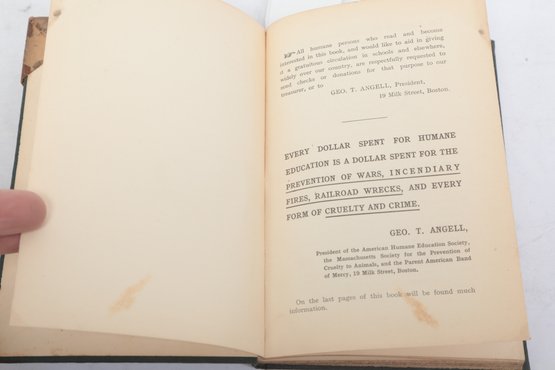 ☞ All humane persons who read and become
interested in this book, and would like to aid in giving
it a gratuitous circulation in schools and elsewhere,
widely over our country, are respectfully requested to
send checks or donations for that purpose to our
treasurer, or to
GEO. T. ANGELL, President,
19 Milk Street, Boston.
EVERY DOLLAR SPENT FOR HUMANE
EDUCATION IS A DOLLAR SPENT FOR THE
PREVENTION OF WARS, INCENDIARY
FIRES, RAILROAD WRECKS, AND EVERY
FORM OF CRUELTY AND CRIME.
GEO. T. ANGELL,
President of the American Humane Education Society,
the Massachusetts Society for the Prevention of
Cruelty to Animals, and the Parent American Band
of Mercy, 19 Milk Street, Boston.
On the last pages of this book will be found much
information.